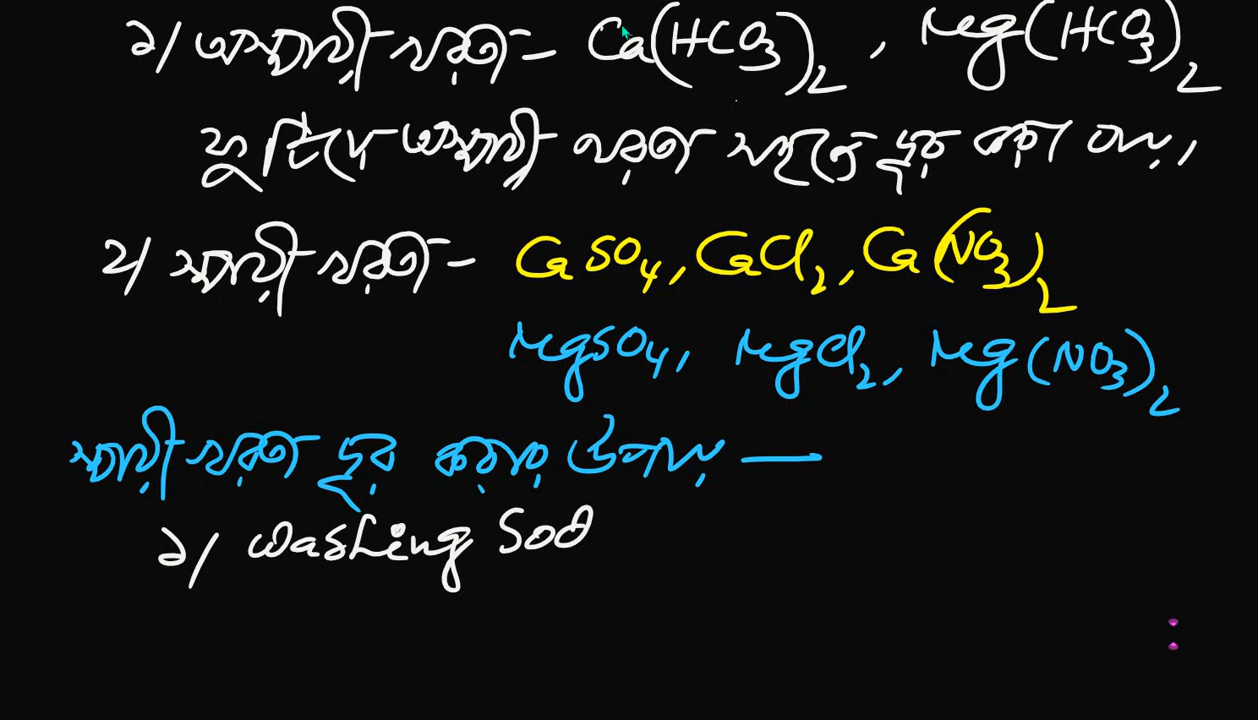 ১/ অস্থায়ী খরতা - Ca(HCO3)2 , Mg(HCO3)2
ফুটিয়ে অস্থায়ী খরতা সহজে দূর করা যায়,
২/ স্থায়ী খরতা - CaSO4, CaCl2, Ca(NO3)2
MgSO4, MgCl2, Mg(NO3)2
স্থায়ী খরতা দূর করার উপায় —
১/ Washing Sod